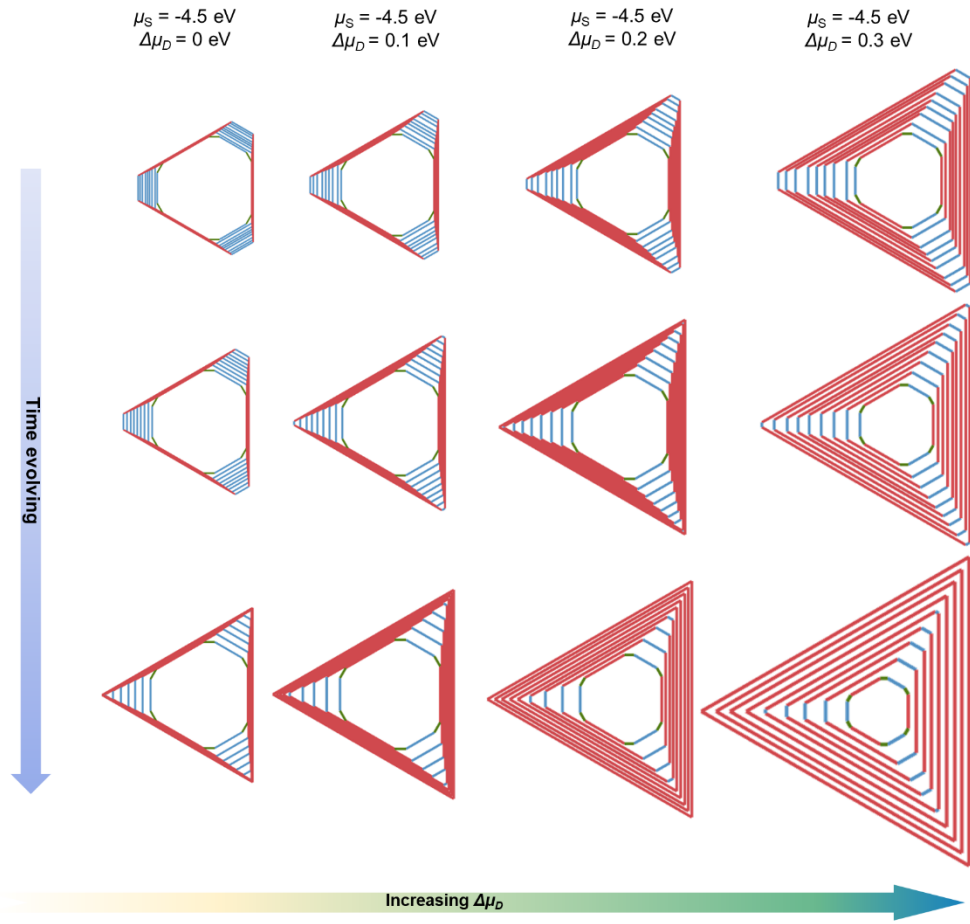 μS = -4.5 eV
ΔμD = 0 eV
μS = -4.5 eV
ΔμD = 0.1 eV
μS = -4.5 eV
ΔμD = 0.2 eV
μS = -4.5 eV
ΔμD = 0.3 eV
Time evolving
Increasing ΔμD